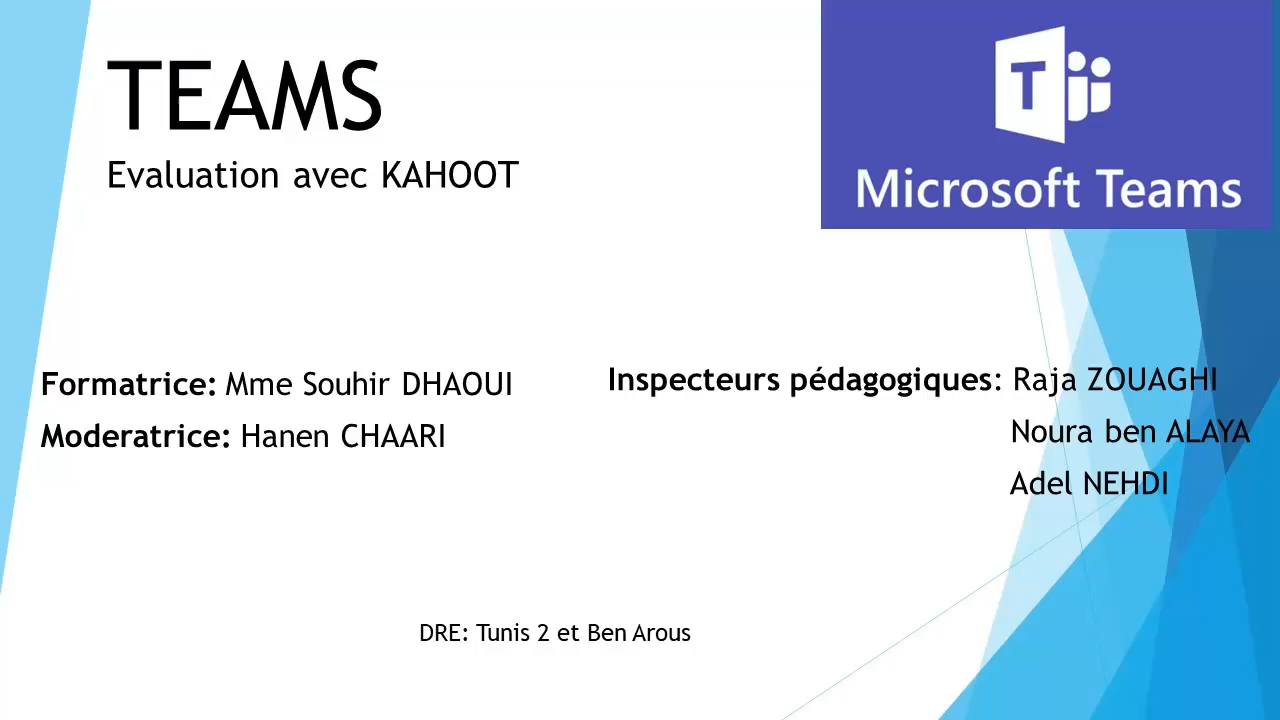 TEAMS
Evaluation avec KAHOOT
T
Microsoft Teams
Formatrice: Mme Souhir DHAOUI
Moderatrice: Hanen CHAARI
Inspecteurs pédagogiques: Raja ZOUAGHI
Noura ben ALAYA
Adel NEHDI
DRE: Tunis 2 et Ben Arous